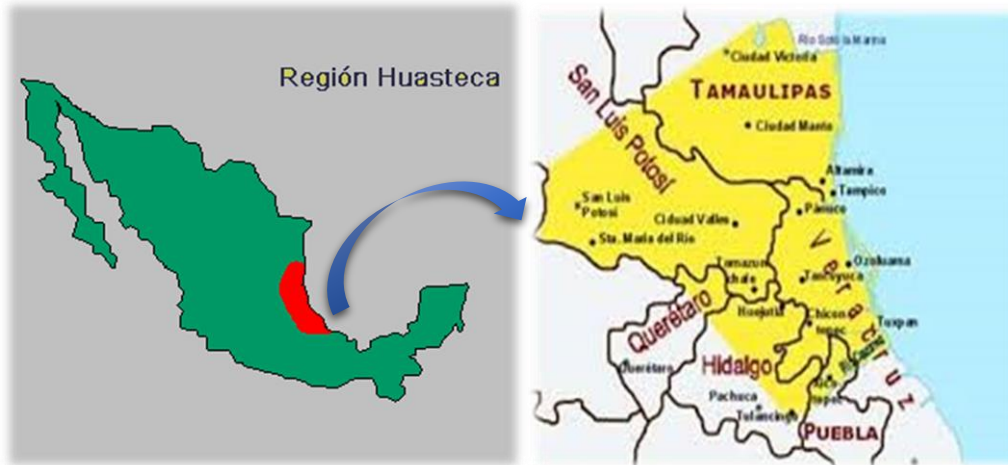 Región Huasteca
Río Soto la Marina
Ciudad Victoria
TAMAULIPAS
San Luis Potosí
Ciudad Mante
Altamira
Tampico
San Luis
Potosí
Pánuco
Ciduad Valles
Sta. Maria del Río
Veracruz
Ozuluama
Tamazun
chale
Tantoyuca
Querétaro
Huejutla
Chicon
tepec
Tuxpan
Hidalgo
Querétaro
Pachuca
Tulancingo
PUEBLA